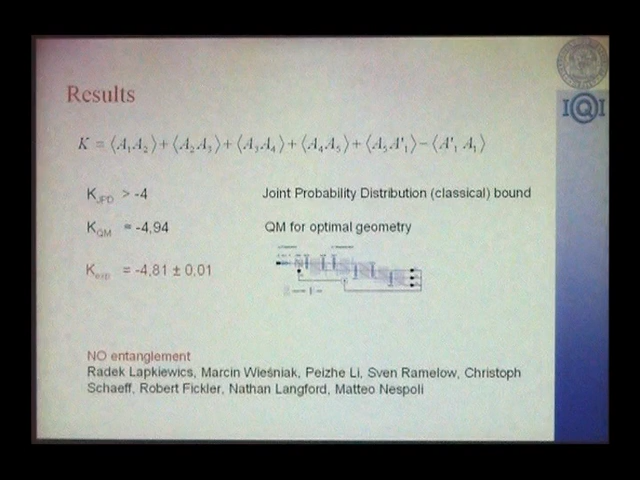 Results
K = ⟨A₁A₂⟩ + ⟨A₂A₃⟩ + ⟨A₃A₄⟩ + ⟨A₄A₅⟩ + ⟨A₅A'₁⟩ − ⟨A'₁ A₁⟩
K_JPD > -4 Joint Probability Distribution (classical) bound
K_QM = -4,94 QM for optimal geometry
K_exp = -4,81 ± 0,01
NO entanglement
Radek Lapkiewics, Marcin Wieśniak, Peizhe Li, Sven Ramelow, Christoph
Schaeff, Robert Fickler, Nathan Langford, Matteo Nespoli
IQI